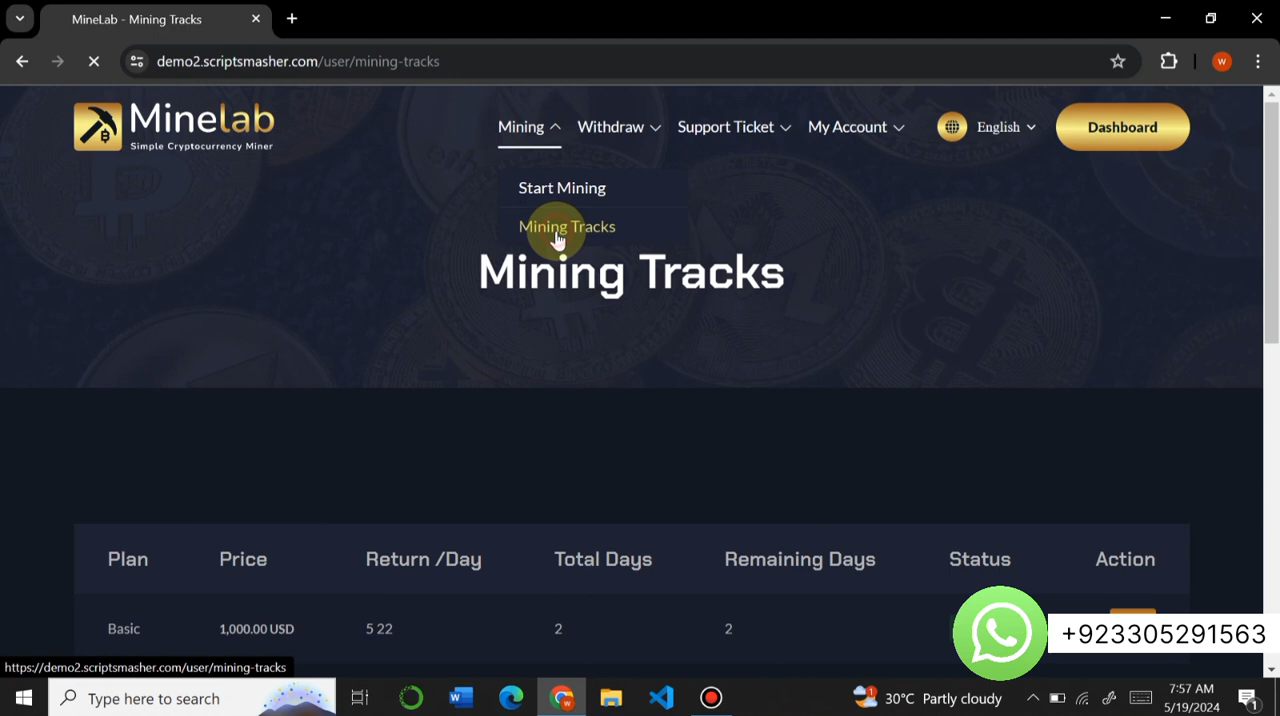 MineLab - Mining Tracks
demo2.scriptsmasher.com/user/mining-tracks
W
Minelab
Simple Cryptocurrency Miner
Mining
Withdraw
Support Ticket
My Account
English
Dashboard
Start Mining
Mining Tracks
Mining Tracks
Plan Price Return /Day Total Days Remaining Days Status Action
Basic 1,000.00 USD 5 22 2 2
+923305291563
https://demo2.scriptsmasher.com/user/mining-tracks
Type here to search
1
30°C Partly cloudy
7:57 AM
5/19/2024
1